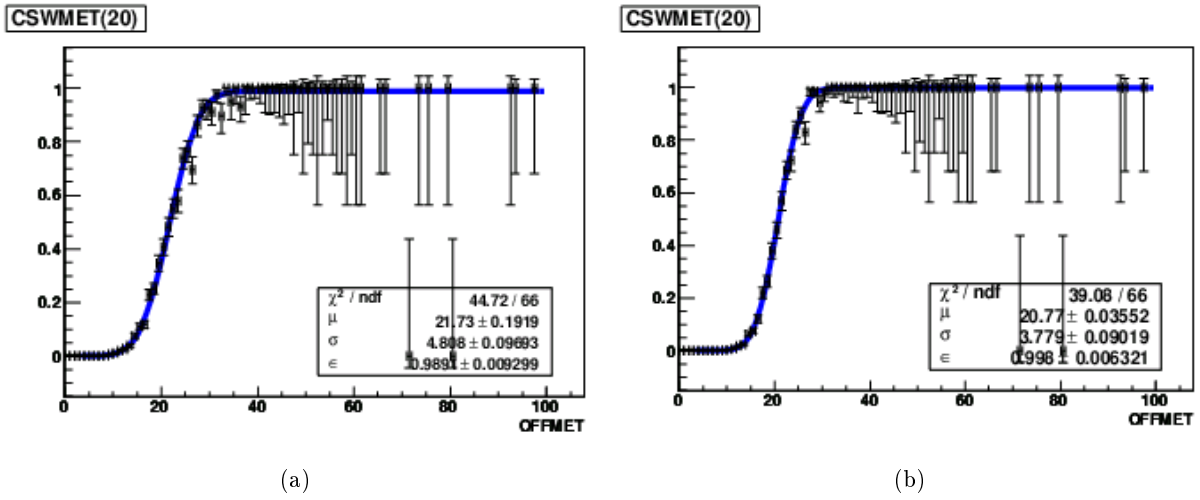 CSWMET(20)
1
0.8
0.6
0.4
0.2
0
0 20 40 60 80 100
OFFMET
χ² / ndf 44.72 / 66
μ 21.73 ± 0.1919
σ 4.808 ± 0.09693
ϵ 0.9891 ± 0.009299
(a)
CSWMET(20)
1
0.8
0.6
0.4
0.2
0
0 20 40 60 80 100
OFFMET
χ² / ndf 39.08 / 66
μ 20.77 ± 0.03552
σ 3.779 ± 0.09019
ϵ 0.998 ± 0.006321
(b)